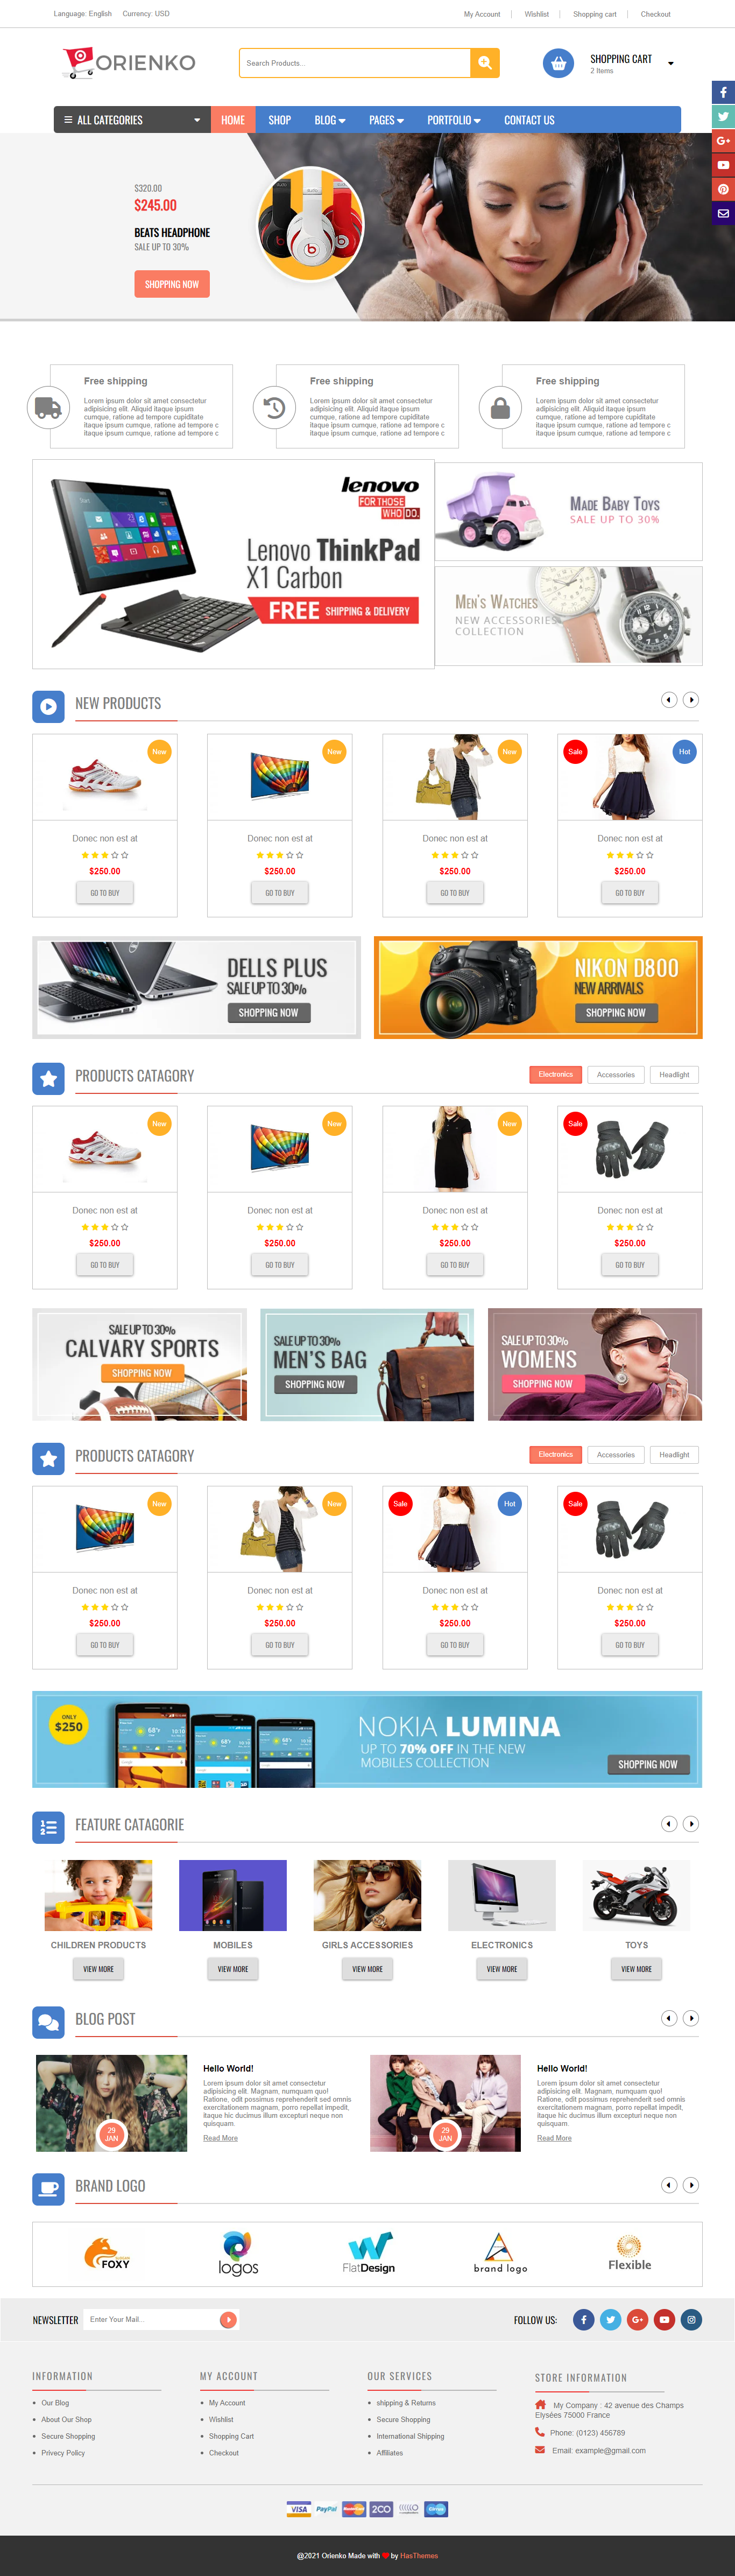 Language: English Currency: USD
My Account Wishlist Shopping cart Checkout
ORIENKO
Search Products...
SHOPPING CART
2 Items
ALL CATEGORIES HOME SHOP BLOG PAGES PORTFOLIO CONTACT US
$320.00
$245.00
BEATS HEADPHONE
SALE UP TO 30%
SHOPPING NOW
Free shipping
Lorem ipsum dolor sit amet consectetur
adipisicing elit. Aliquid itaque ipsum
cumque, ratione ad tempore cupiditate
itaque ipsum cumque, ratione ad tempore c
itaque ipsum cumque, ratione ad tempore c
Free shipping
Lorem ipsum dolor sit amet consectetur
adipisicing elit. Aliquid itaque ipsum
cumque, ratione ad tempore cupiditate
itaque ipsum cumque, ratione ad tempore c
itaque ipsum cumque, ratione ad tempore c
Free shipping
Lorem ipsum dolor sit amet consectetur
adipisicing elit. Aliquid itaque ipsum
cumque, ratione ad tempore cupiditate
itaque ipsum cumque, ratione ad tempore c
itaque ipsum cumque, ratione ad tempore c
lenovo
FOR THOSE
WHO DO.
Lenovo ThinkPad
X1 Carbon
FREE SHIPPING & DELIVERY
MADE BABY TOYS
SALE UP TO 30%
MEN'S WATCHES
NEW ACCESSORIES
COLLECTION
NEW PRODUCTS
New New New Sale Hot
Donec non est at Donec non est at Donec non est at Donec non est at
$250.00 $250.00 $250.00 $250.00
GO TO BUY GO TO BUY GO TO BUY GO TO BUY
DELLS PLUS
SALE UP TO 30%
SHOPPING NOW
NIKON D800
NEW ARRIVALS
SHOPPING NOW
PRODUCTS CATAGORY
Electronics Accessories Headlight
New New New Sale
Donec non est at Donec non est at Donec non est at Donec non est at
$250.00 $250.00 $250.00 $250.00
GO TO BUY GO TO BUY GO TO BUY GO TO BUY
SALE UP TO 30%
CALVARY SPORTS
SHOPPING NOW
SALE UP TO 30%
MEN'S BAG
SHOPPING NOW
SALE UP TO 30%
WOMENS
SHOPPING NOW
PRODUCTS CATAGORY
Electronics Accessories Headlight
New New Sale Hot Sale
Donec non est at Donec non est at Donec non est at Donec non est at
$250.00 $250.00 $250.00 $250.00
GO TO BUY GO TO BUY GO TO BUY GO TO BUY
ONLY
$250
NOKIA LUMINA
UP TO 70% OFF IN THE NEW
MOBILES COLLECTION
SHOPPING NOW
FEATURE CATAGORIE
CHILDREN PRODUCTS MOBILES GIRLS ACCESSORIES ELECTRONICS TOYS
VIEW MORE VIEW MORE VIEW MORE VIEW MORE VIEW MORE
BLOG POST
29
JAN
Hello World!
Lorem ipsum dolor sit amet consectetur
adipisicing elit. Magnam, numquam quo!
Ratione, odit possimus reprehenderit sed omnis
exercitationem magnam, porro repellat impedit,
itaque hic ducimus illum excepturi neque non
quisquam.
Read More
29
JAN
Hello World!
Lorem ipsum dolor sit amet consectetur
adipisicing elit. Magnam, numquam quo!
Ratione, odit possimus reprehenderit sed omnis
exercitationem magnam, porro repellat impedit,
itaque hic ducimus illum excepturi neque non
quisquam.
Read More
BRAND LOGO
FOXY
logos
FlatDesign
brand logo
Flexible
NEWSLETTER Enter Your Mail...
FOLLOW US:
INFORMATION
Our Blog
About Our Shop
Secure Shopping
Privecy Policy
MY ACCOUNT
My Account
Wishlist
Shopping Cart
Checkout
OUR SERVICES
shipping & Returns
Secure Shopping
International Shipping
Affiliates
STORE INFORMATION
My Company : 42 avenue des Champs
Elysées 75000 France
Phone: (0123) 456789
Email: example@gmail.com
VISA PayPal MasterCard 2CO Cirrus
@2021 Orienko Made with by HasThemes